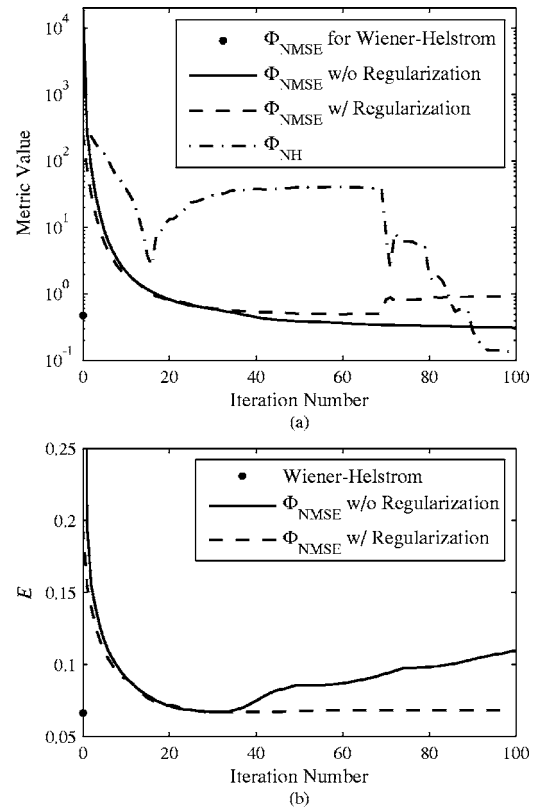 10^4
10^3
10^2
10^1
10^0
10^-1
Metric Value
Φ_NMSE for Wiener-Helstrom
Φ_NMSE w/o Regularization
Φ_NMSE w/ Regularization
Φ_NH
0 20 40 60 80 100
Iteration Number
(a)
0,25
0,2
0,15
0,1
0,05
E
Wiener-Helstrom
Φ_NMSE w/o Regularization
Φ_NMSE w/ Regularization
0 20 40 60 80 100
Iteration Number
(b)